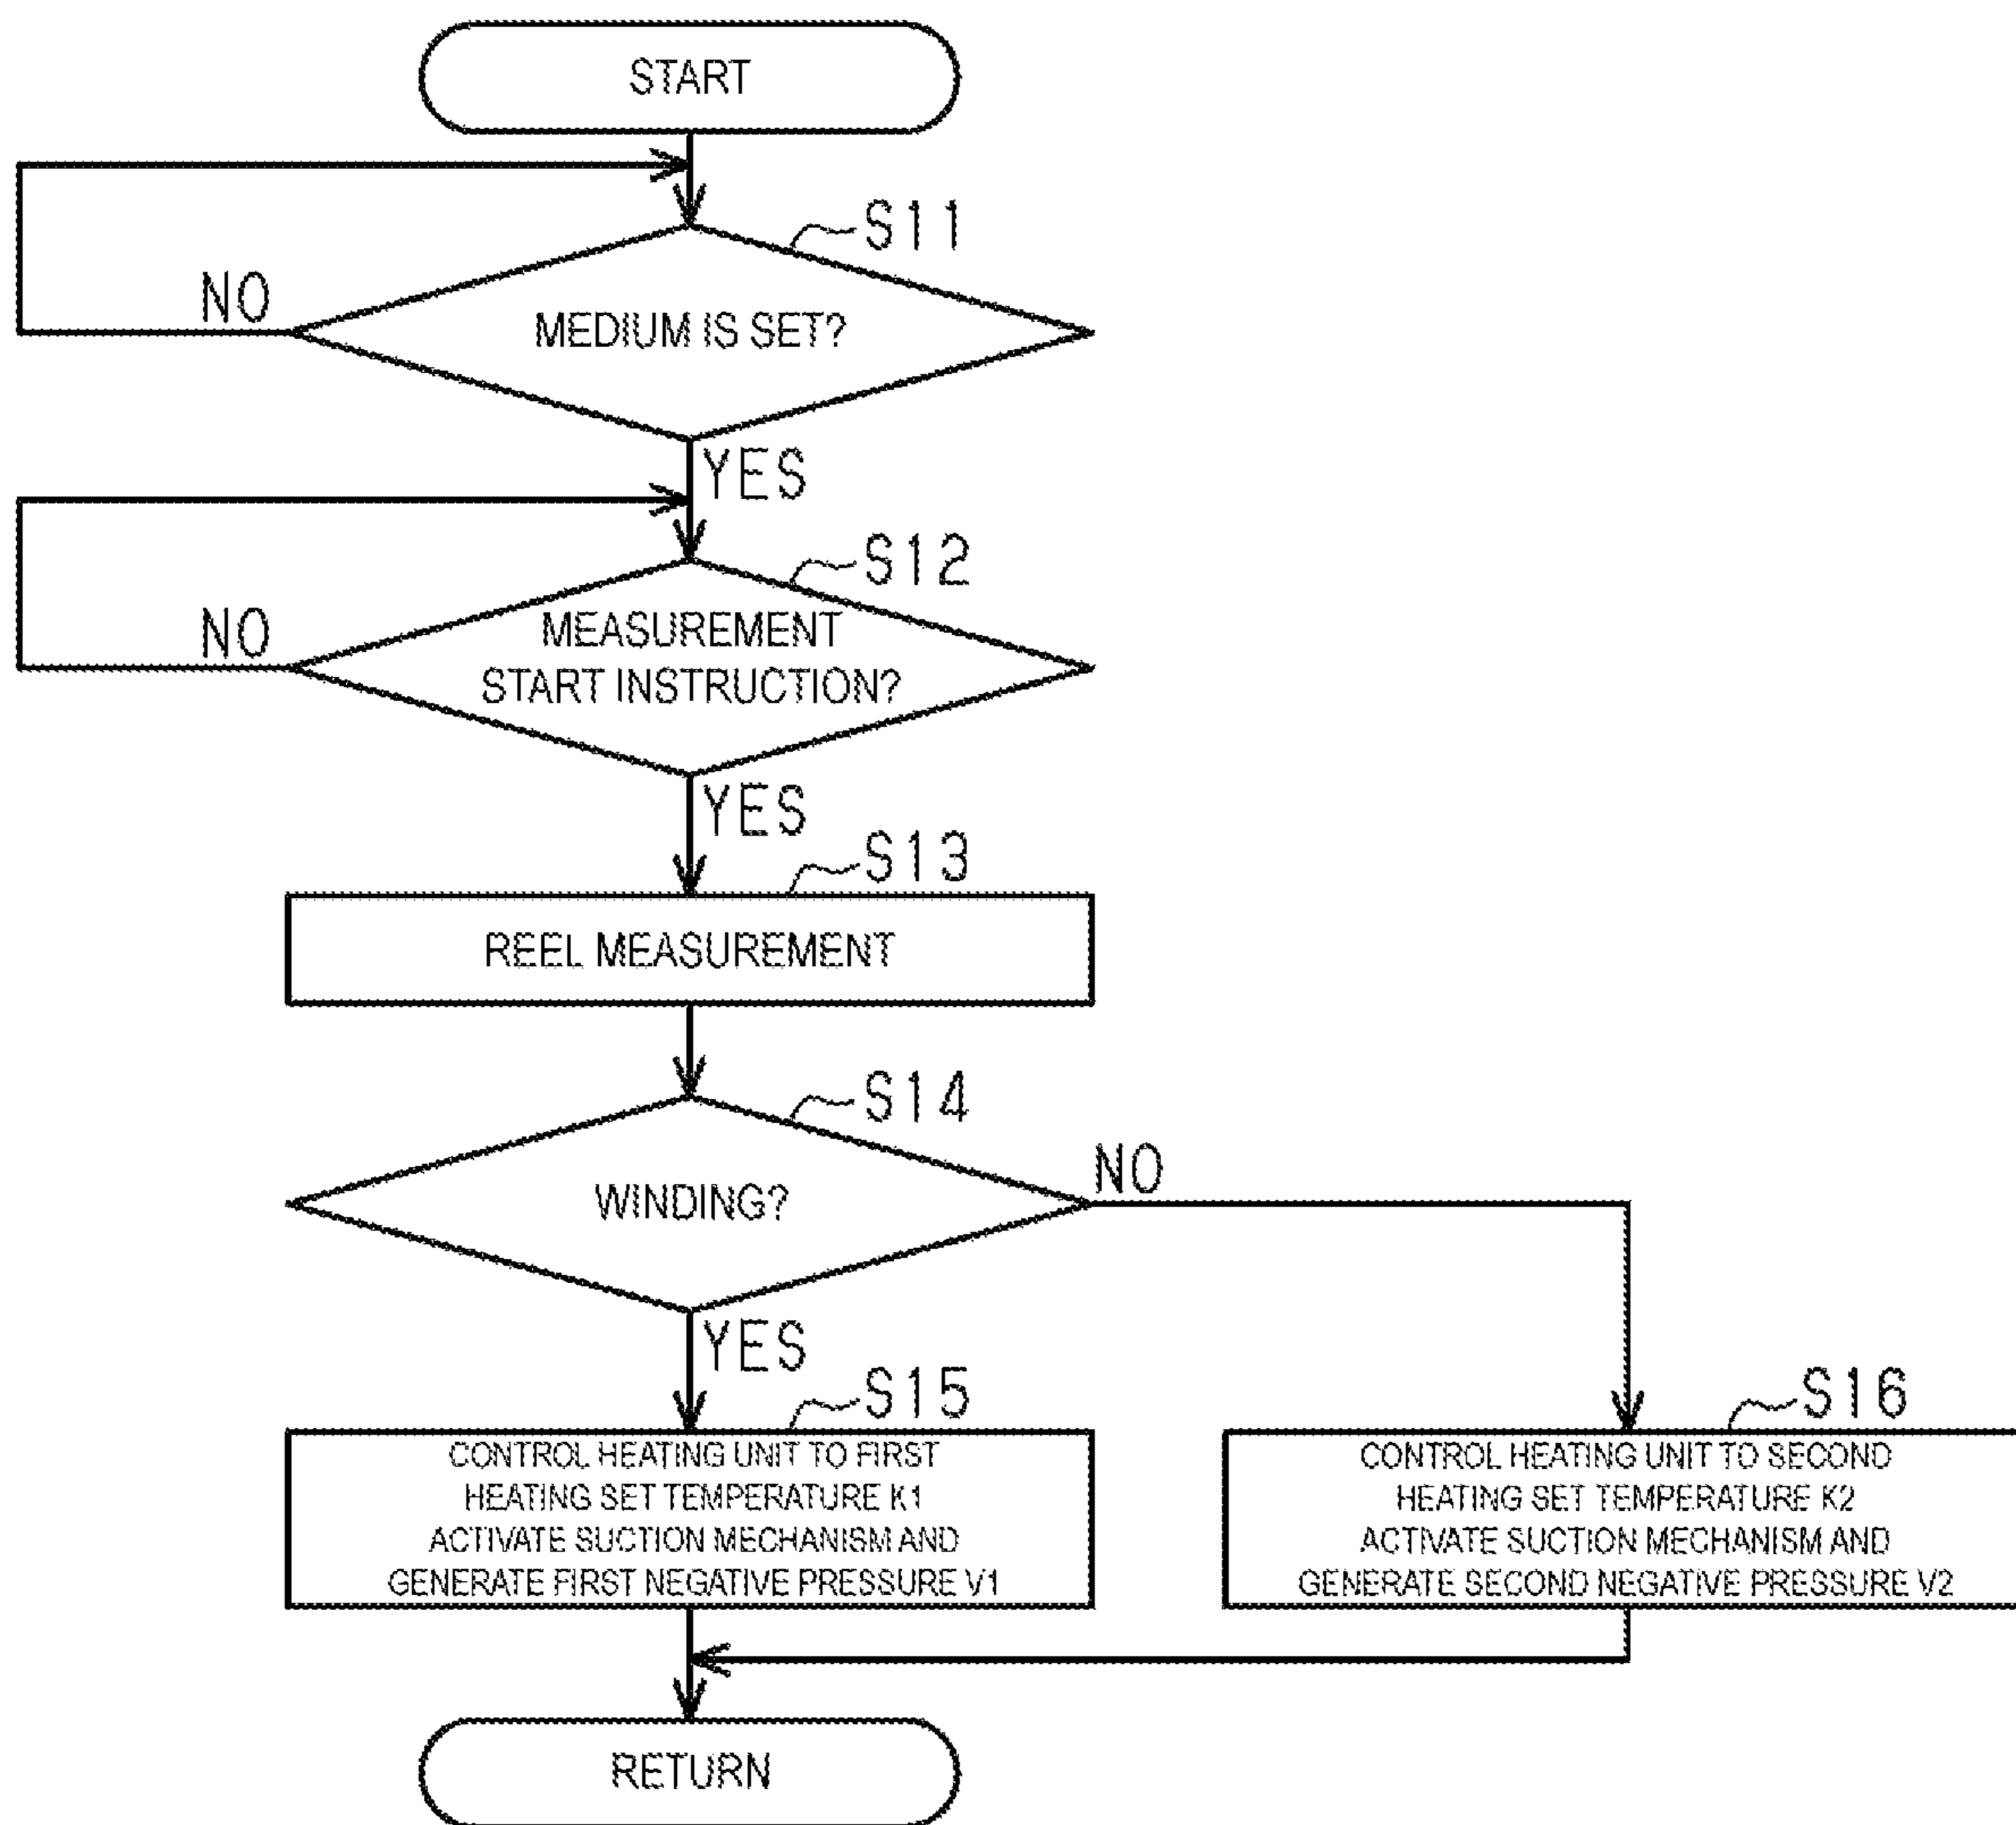 START
S11
NO
MEDIUM IS SET?
YES
S12
NO
MEASUREMENT
START INSTRUCTION?
YES
S13
REEL MEASUREMENT
S14
NO
WINDING?
YES
S15
CONTROL HEATING UNIT TO FIRST
HEATING SET TEMPERATURE K1
ACTIVATE SUCTION MECHANISM AND
GENERATE FIRST NEGATIVE PRESSURE V1
S16
CONTROL HEATING UNIT TO SECOND
HEATING SET TEMPERATURE K2
ACTIVATE SUCTION MECHANISM AND
GENERATE SECOND NEGATIVE PRESSURE V2
RETURN